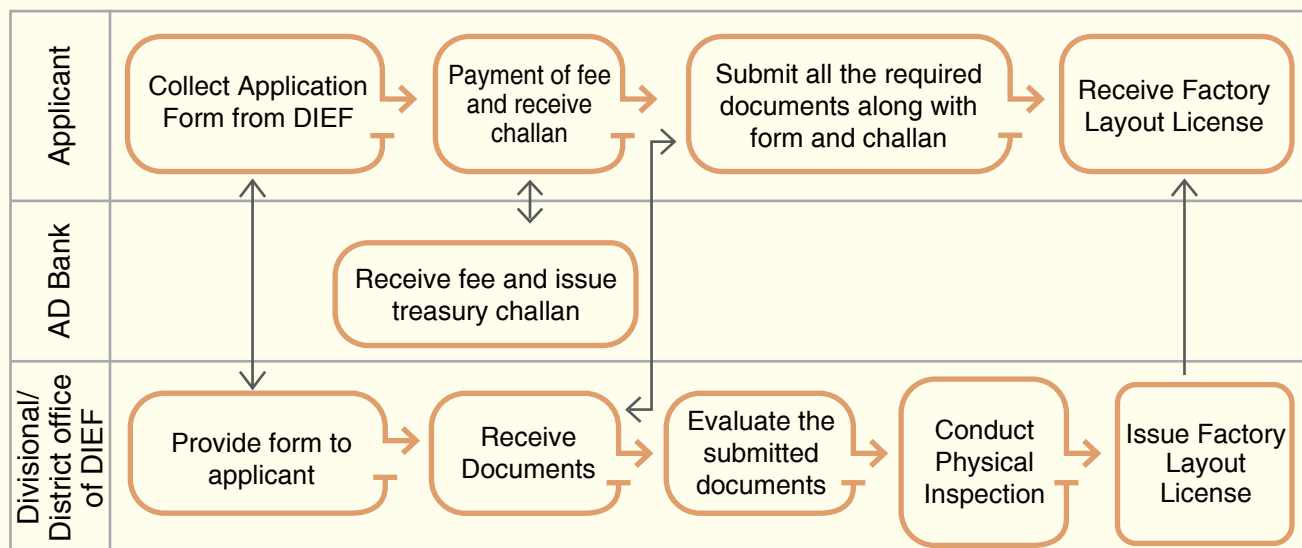 Applicant
Collect Application
Form from DIEF
Payment of fee
and receive
challan
Submit all the required
documents along with
form and challan
Receive Factory
Layout License
AD Bank
Receive fee and issue
treasury challan
Divisional/
District office
of DIEF
Provide form to
applicant
Receive
Documents
Evaluate the
submitted
documents
Conduct
Physical
Inspection
Issue Factory
Layout
License